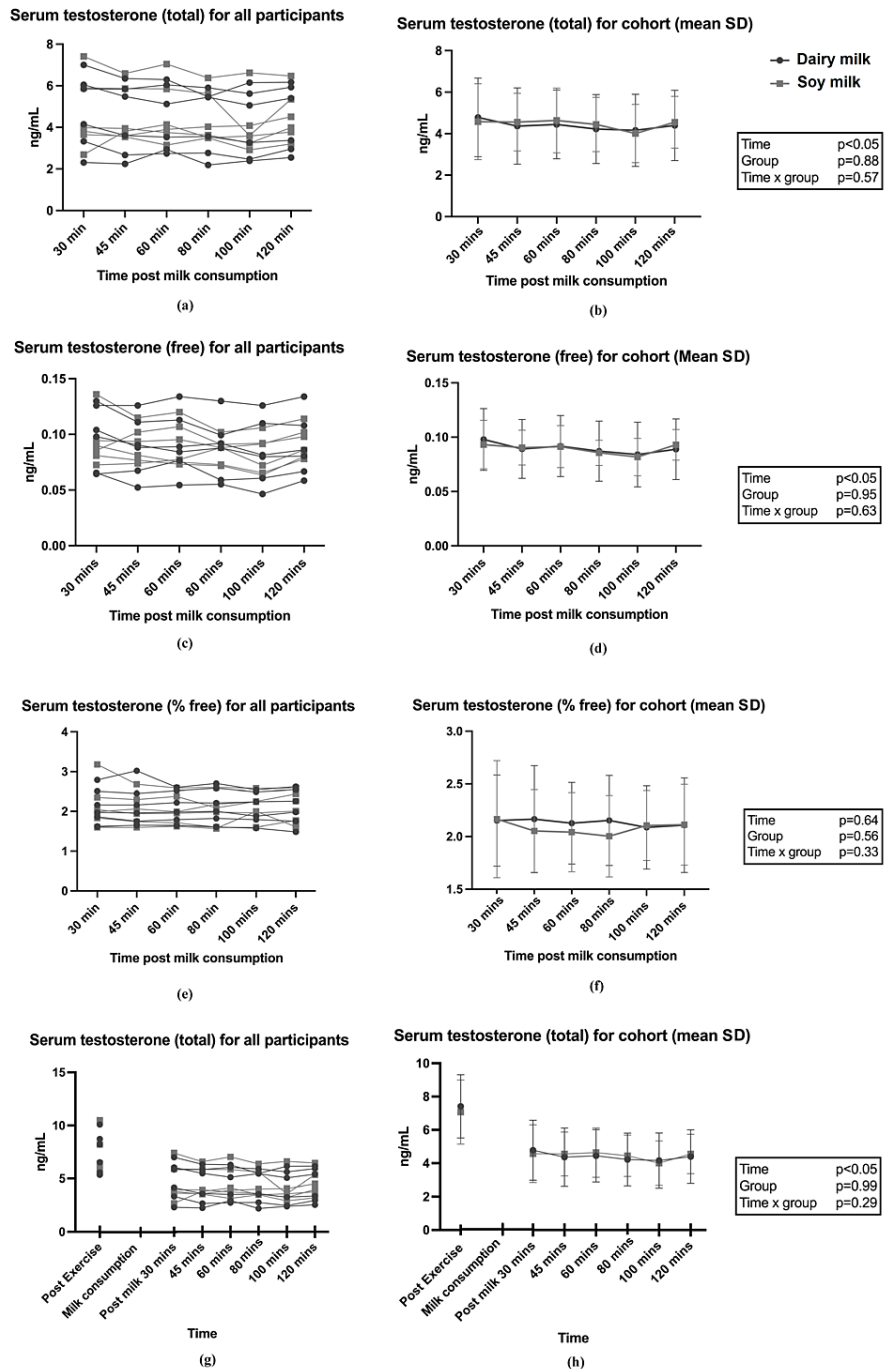 Serum testosterone (total) for all participants
8
6
4
2
0
ng/mL
30 min
45 min
60 min
80 min
100 min
120 min
Time post milk consumption
(a)
Serum testosterone (total) for cohort (mean SD)
8
6
4
2
0
ng/mL
30 mins
45 mins
60 mins
80 mins
100 mins
120 mins
Time post milk consumption
(b)
Dairy milk
Soy milk
Time p<0.05
Group p=0.88
Time x group p=0.57
Serum testosterone (free) for all participants
0.15
0.10
0.05
0.00
ng/mL
30 mins
45 mins
60 mins
80 mins
100 mins
120 mins
Time post milk consumption
(c)
Serum testosterone (free) for cohort (Mean SD)
0.15
0.10
0.05
0.00
ng/mL
30 mins
45 mins
60 mins
80 mins
100 mins
120 mins
Time post milk consumption
(d)
Time p<0.05
Group p=0.95
Time x group p=0.63
Serum testosterone (% free) for all participants
4
3
2
1
0
ng/mL
30 min
45 min
60 min
80 min
100 mins
120 mins
Time post milk consumption
(e)
Serum testosterone (% free) for cohort (mean SD)
3.0
2.5
2.0
1.5
ng/mL
30 mins
45 mins
60 mins
80 mins
100 mins
120 mins
Time post milk consumption
(f)
Time p=0.64
Group p=0.56
Time x group p=0.33
Serum testosterone (total) for all participants
15
10
5
0
ng/mL
Post Exercise
Milk consumption
Post milk 30 mins
45 mins
60 mins
80 mins
100 mins
120 mins
Time
(g)
Serum testosterone (total) for cohort (mean SD)
10
8
6
4
2
0
ng/mL
Post Exercise
Milk consumption
Post milk 30 mins
45 mins
60 mins
80 mins
100 mins
120 mins
Time
(h)
Time p<0.05
Group p=0.99
Time x group p=0.29